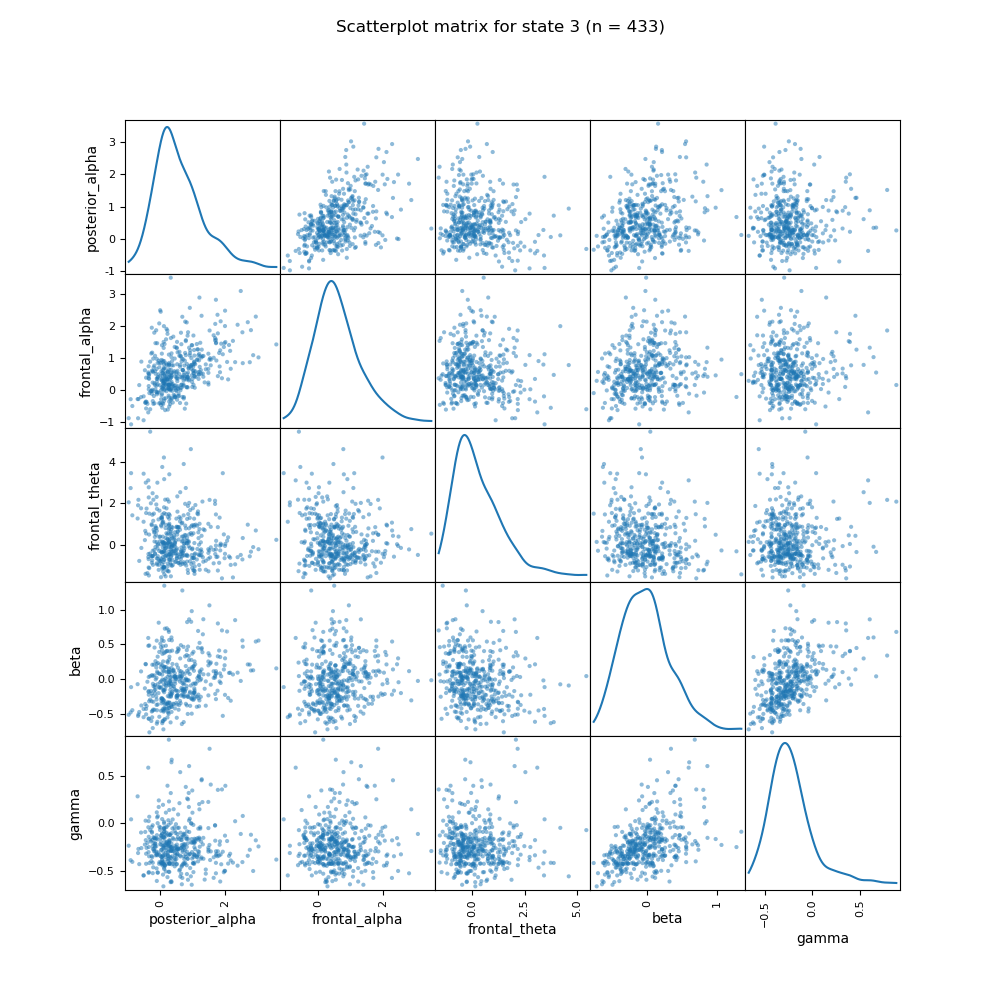 Scatterplot matrix for state 3 (n = 433)
posterior_alpha
3
2
1
0
-1
frontal_alpha
3
2
1
0
−1
frontal_theta
4
2
0
beta
1.0
0.5
0.0
−0.5
gamma
0.5
0.0
−0.5
0
2
0
2
0.0
2.5
5.0
0
1
−0.5
0.0
0.5
posterior_alpha
frontal_alpha
frontal_theta
beta
gamma